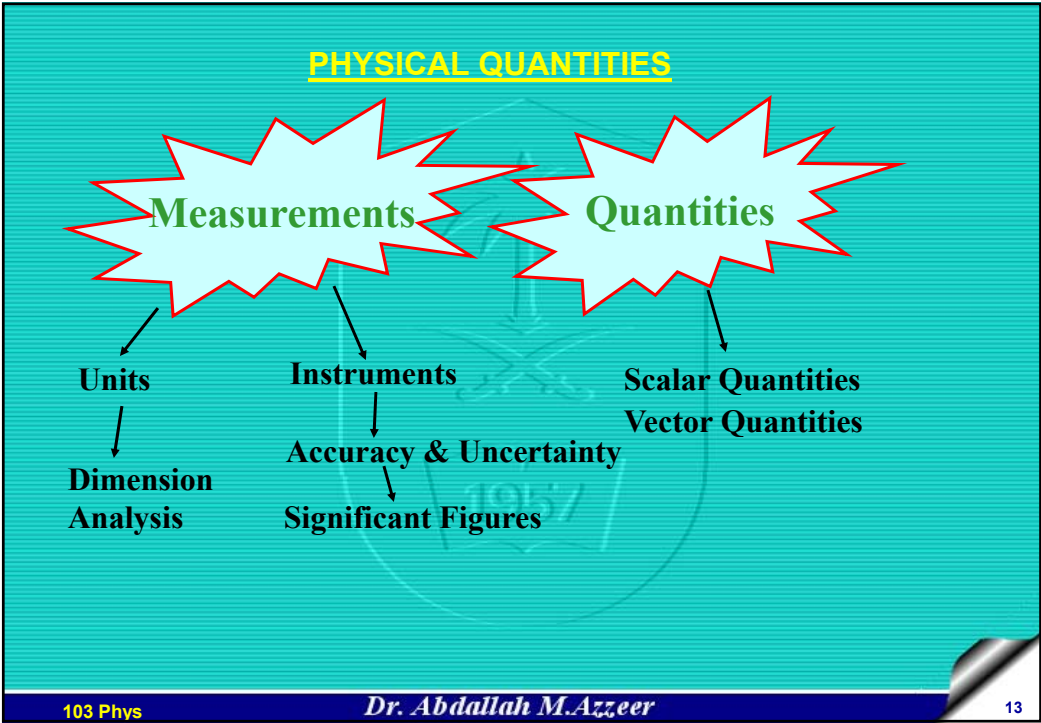 PHYSICAL QUANTITIES
Measurements
Quantities
Units
Dimension
Analysis
Instruments
Accuracy & Uncertainty
Significant Figures
Scalar Quantities
Vector Quantities
1957
103 Phys
Dr. Abdallah M.Azzeer
13